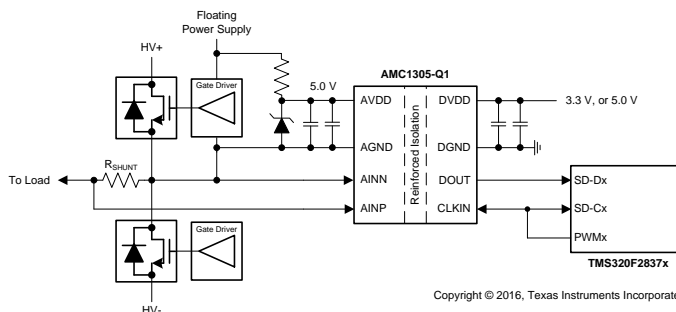 Floating
Power Supply
HV+
Gate Driver
5.0 V
AMC1305-Q1
AVDD
DVDD
3.3 V, or 5.0 V
AGND
DGND
Reinforced Isolation
RSHUNT
To Load
AINN
DOUT
SD-Dx
AINP
CLKIN
SD-Cx
Gate Driver
PWMx
TMS320F2837x
HV-
Copyright © 2016, Texas Instruments Incorporate